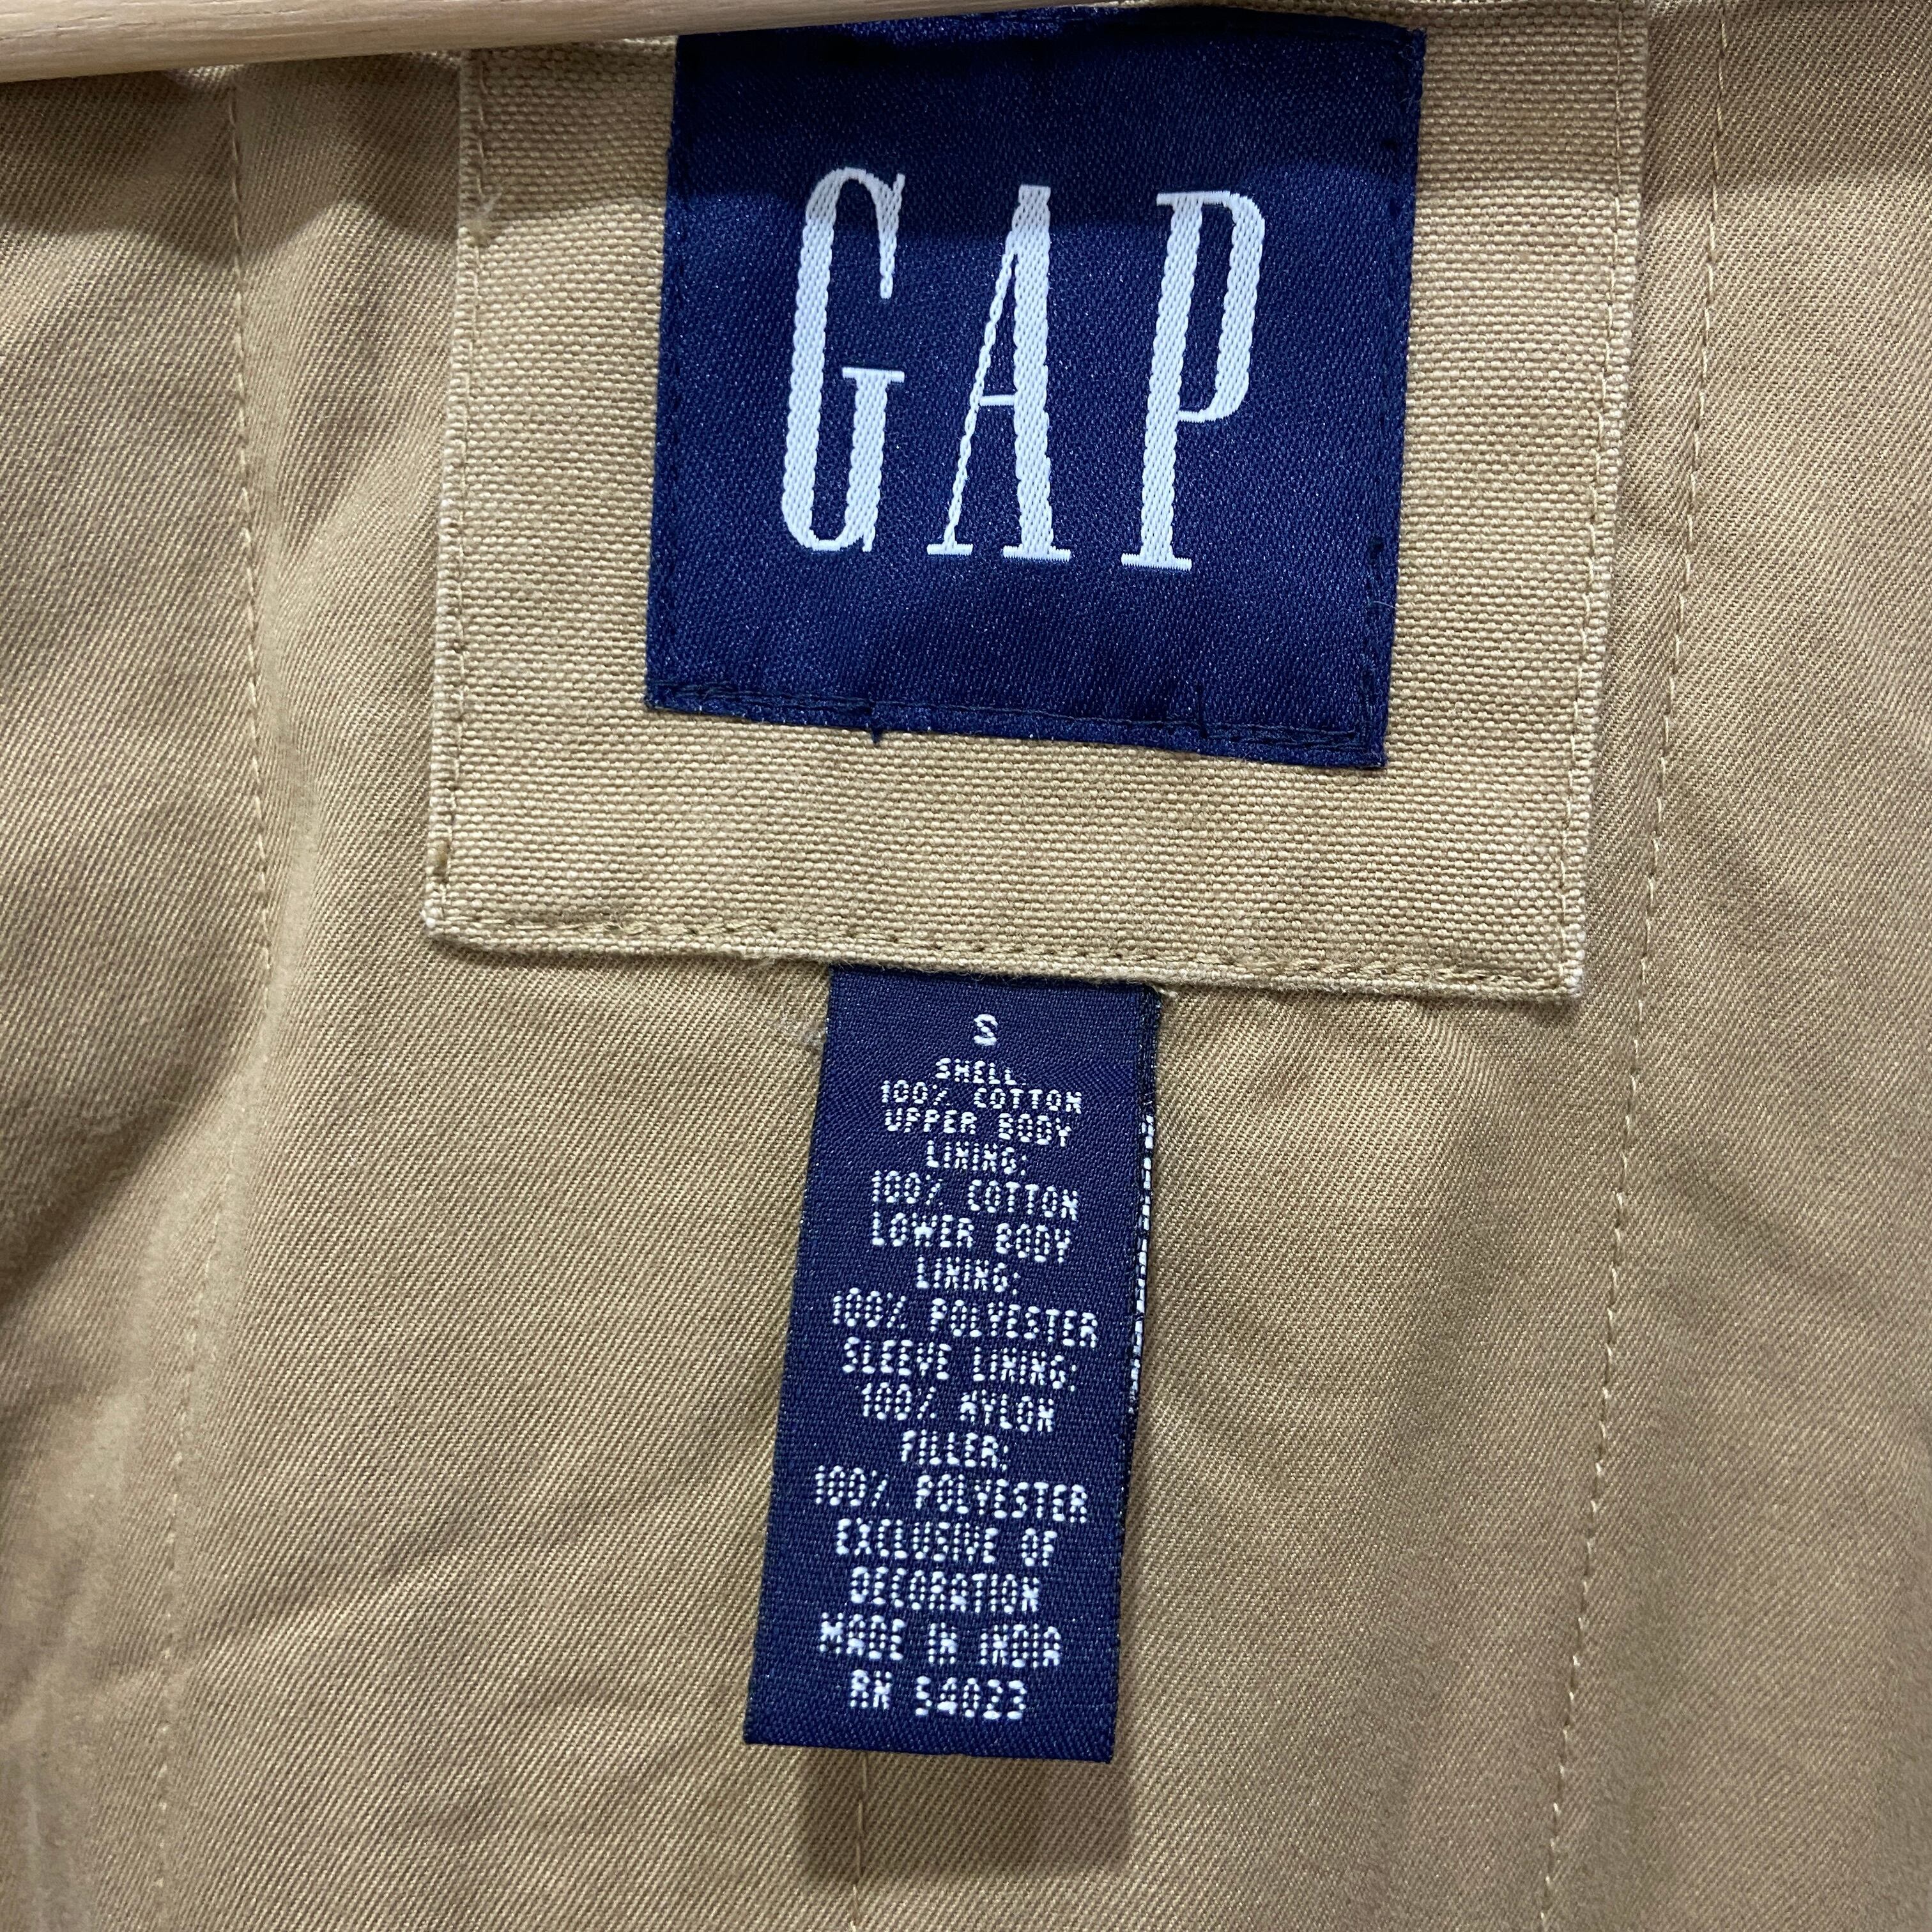 GAP
S
SHELL:
100% COTTON
UPPER BODY
LINING:
100% COTTON
LOWER BODY
LINING:
100% POLYESTER
SLEEVE LINING:
100% NYLON
FILLER:
100% POLYESTER
EXCLUSIVE OF
DECORATION
MADE IN INDIA
RN 54023